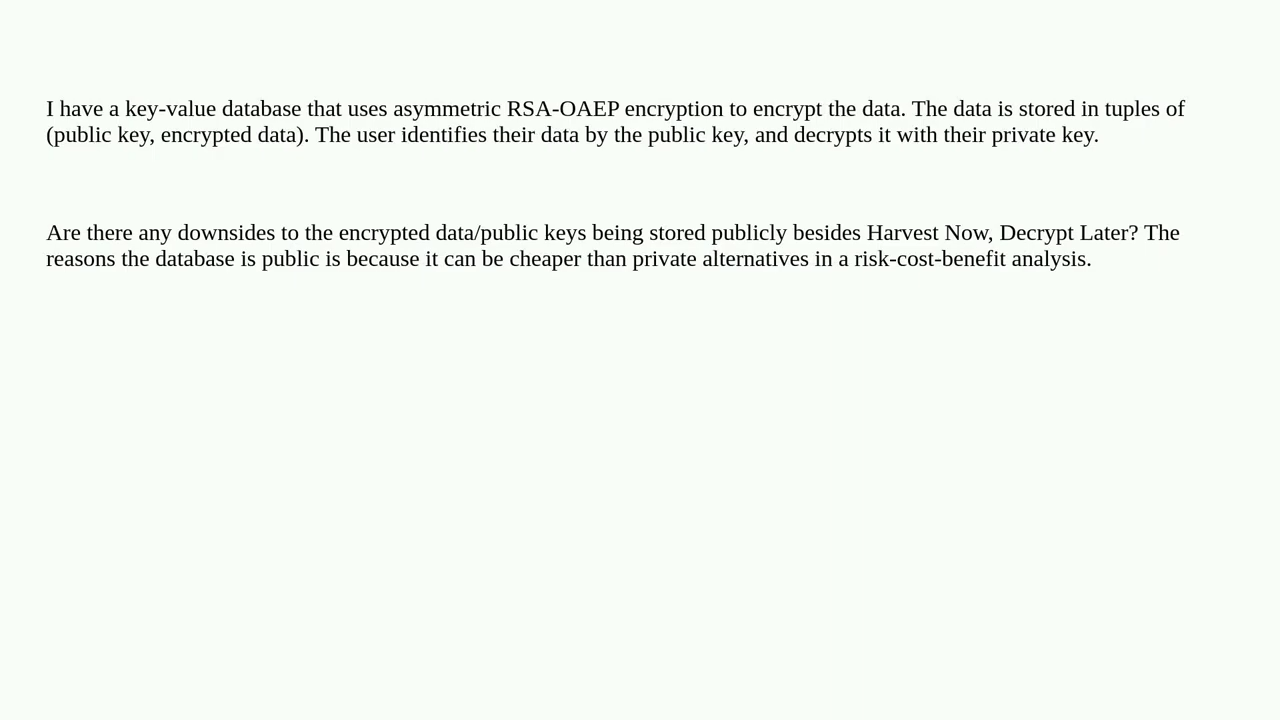 I have a key-value database that uses asymmetric RSA-OAEP encryption to encrypt the data. The data is stored in tuples of
(public key, encrypted data). The user identifies their data by the public key, and decrypts it with their private key.
Are there any downsides to the encrypted data/public keys being stored publicly besides Harvest Now, Decrypt Later? The
reasons the database is public is because it can be cheaper than private alternatives in a risk-cost-benefit analysis.